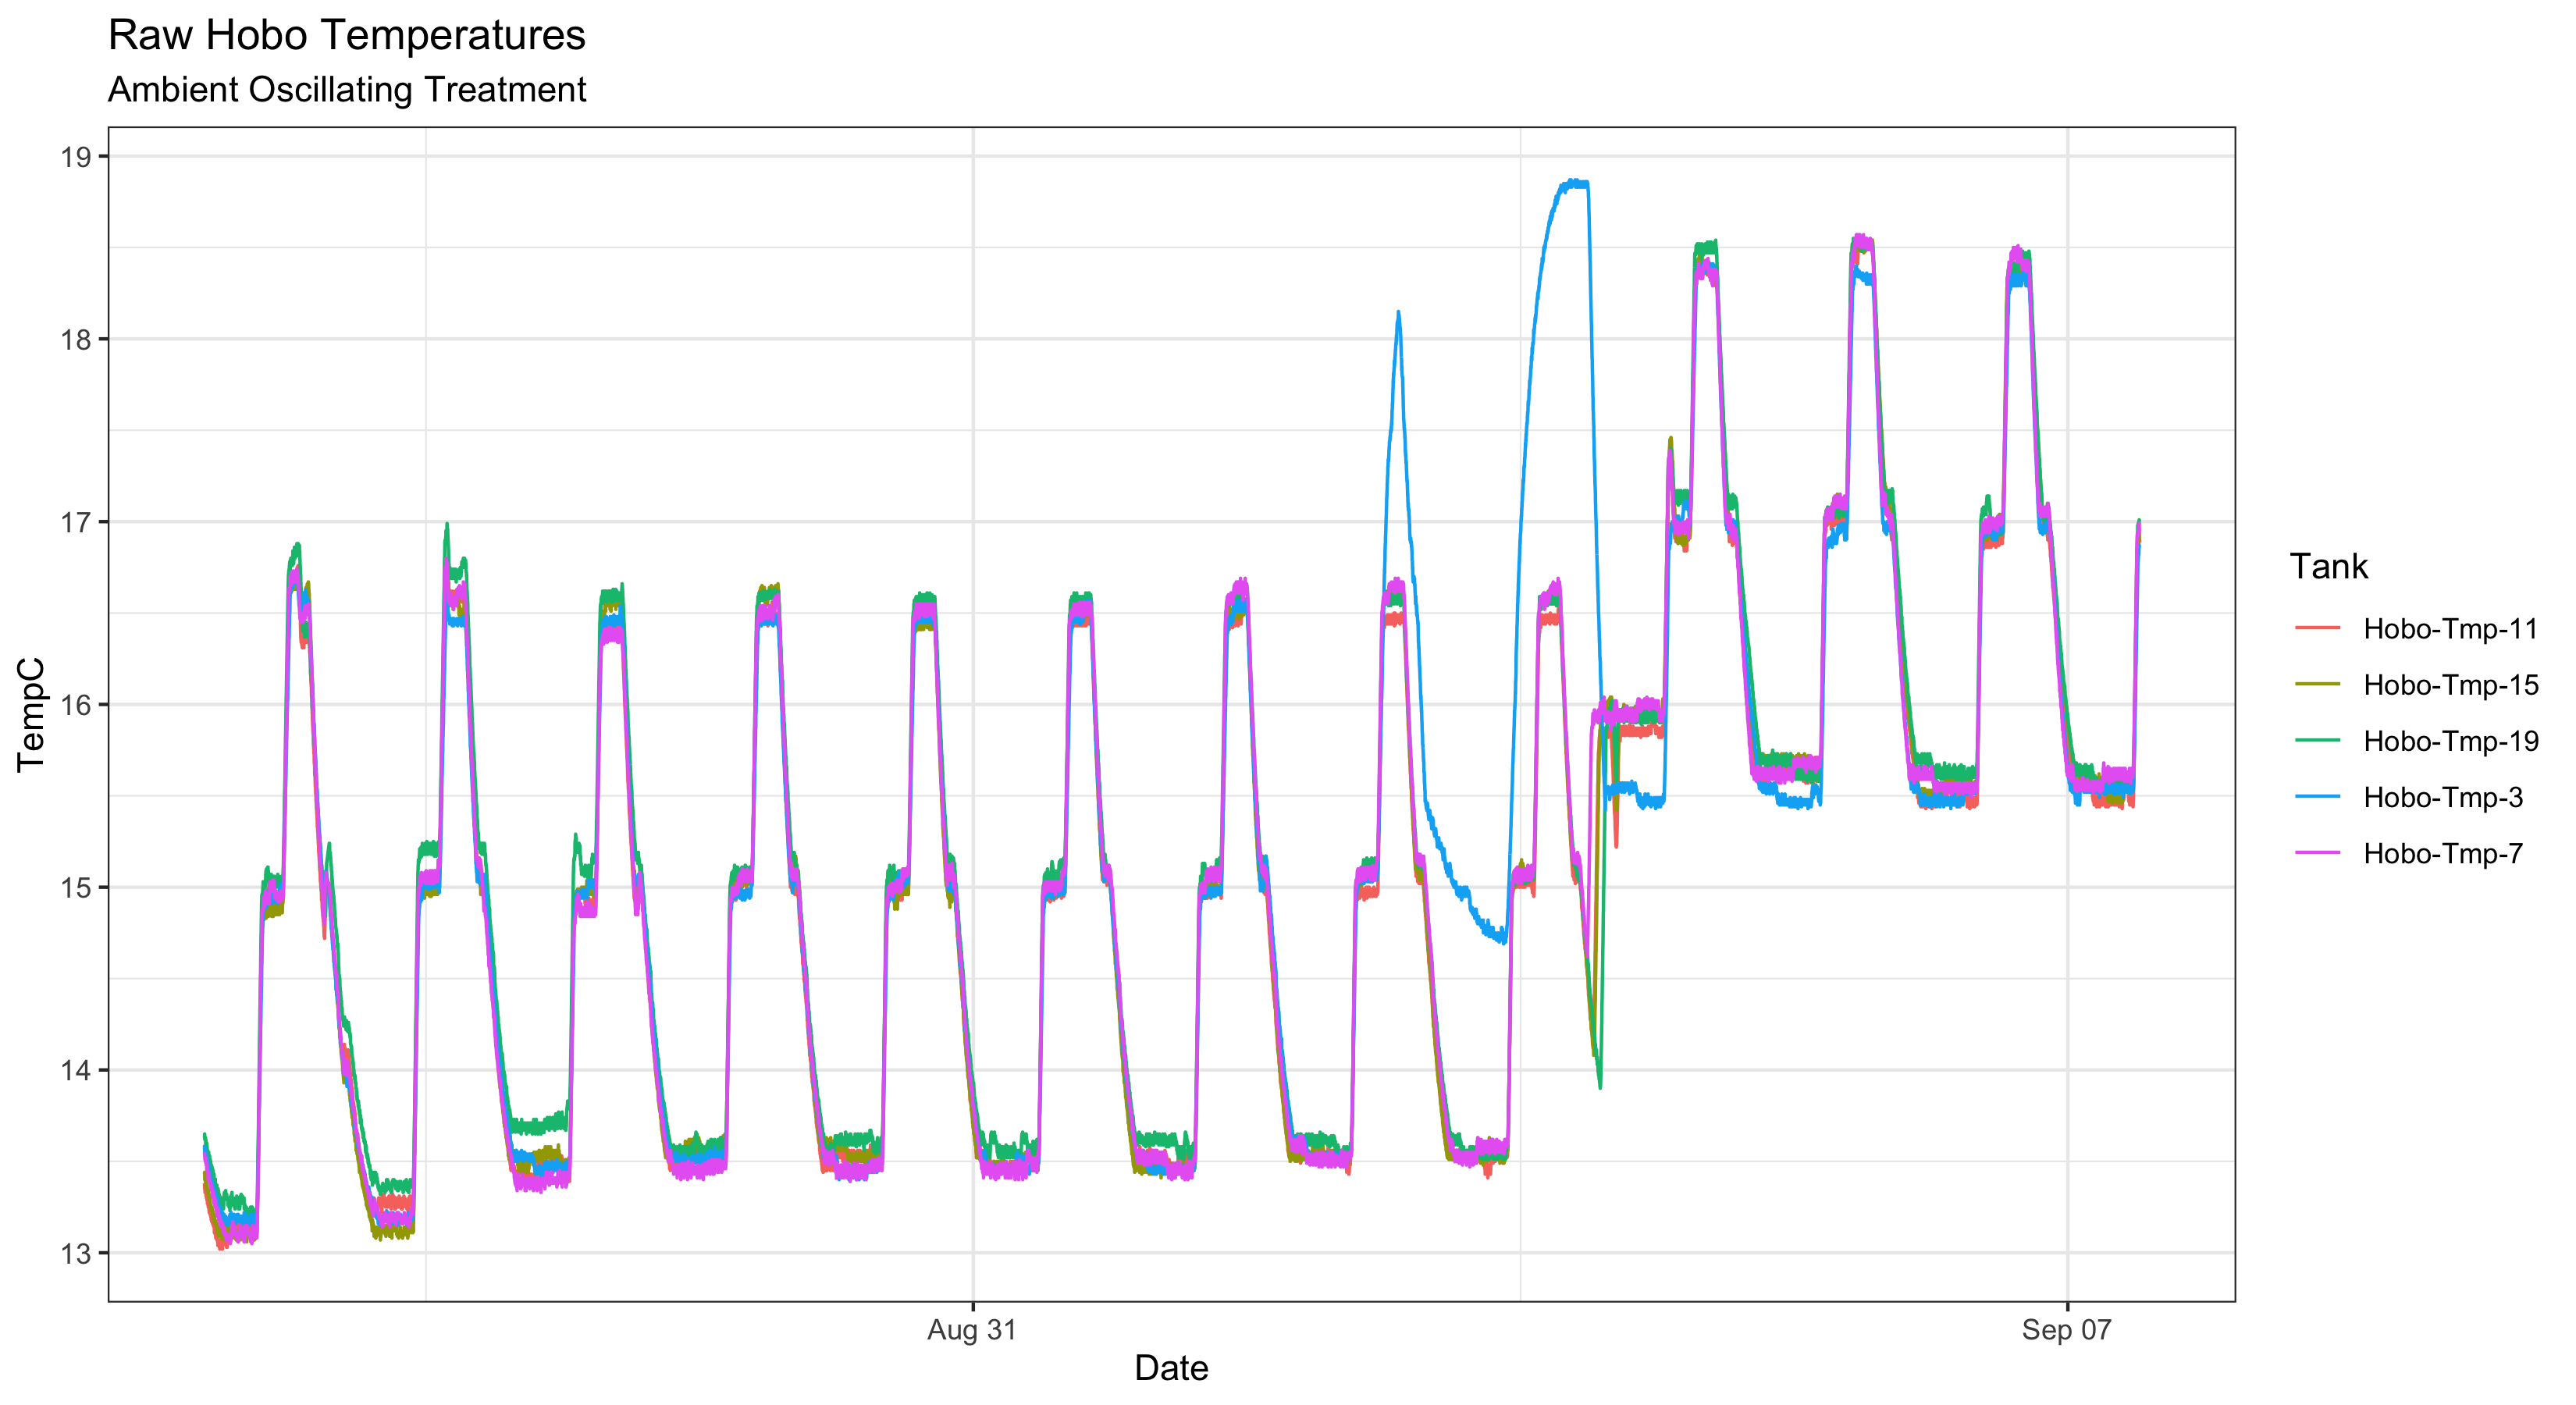 Raw Hobo Temperatures
Ambient Oscillating Treatment
TempC
19
18
17
16
15
14
13
Aug 31
Sep 07
Date
Tank
Hobo-Tmp-11
Hobo-Tmp-15
Hobo-Tmp-19
Hobo-Tmp-3
Hobo-Tmp-7